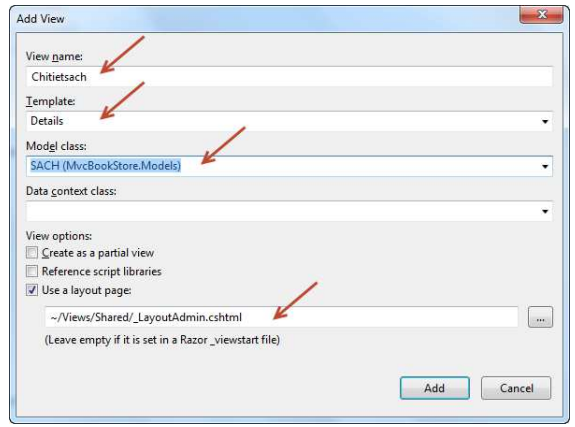 Add View
View name:
Chitietsach
Template:
Details
Model class:
SACH (MvcBookStore.Models)
Data context class:
View options:
Create as a partial view
Reference script libraries
Use a layout page:
~/Views/Shared/_LayoutAdmin.cshtml
...
(Leave empty if it is set in a Razor _viewstart file)
Add
Cancel